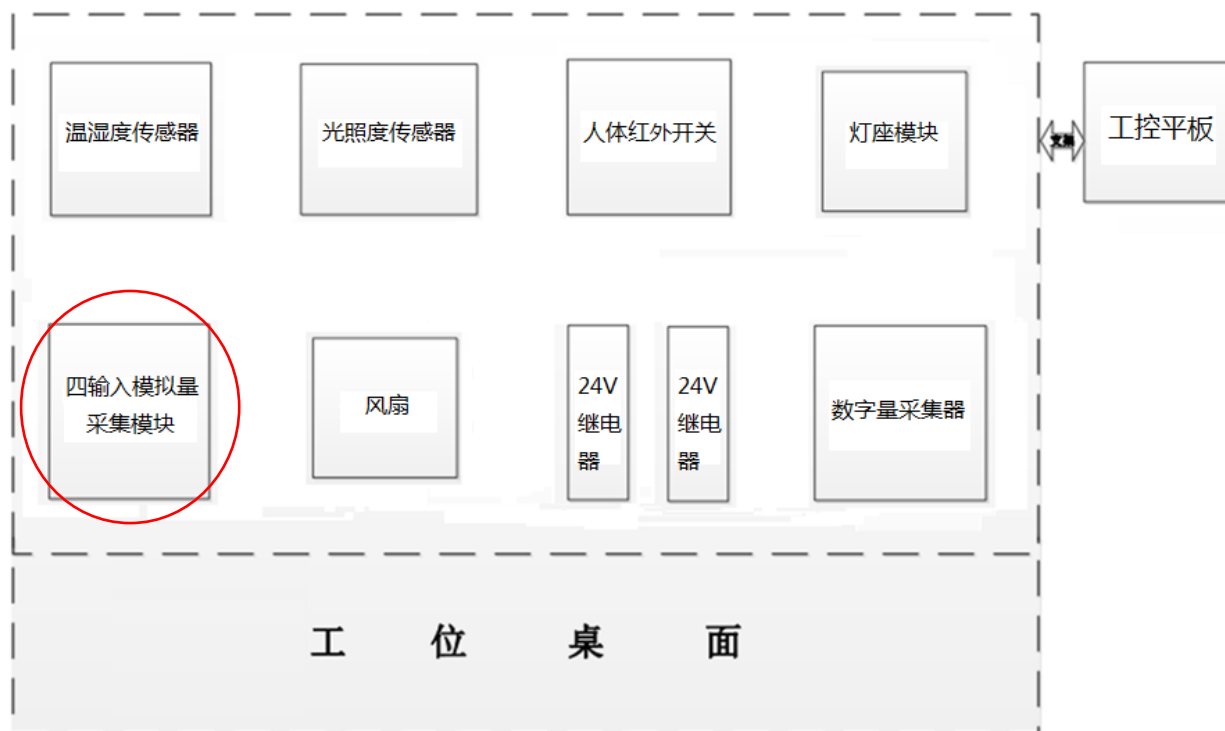 温湿度传感器
光照度传感器
人体红外开关
灯座模块
支架
工控平板
四输入模拟量
采集模块
风扇
24V
继电
器
24V
继电
器
数字量采集器
工位桌面